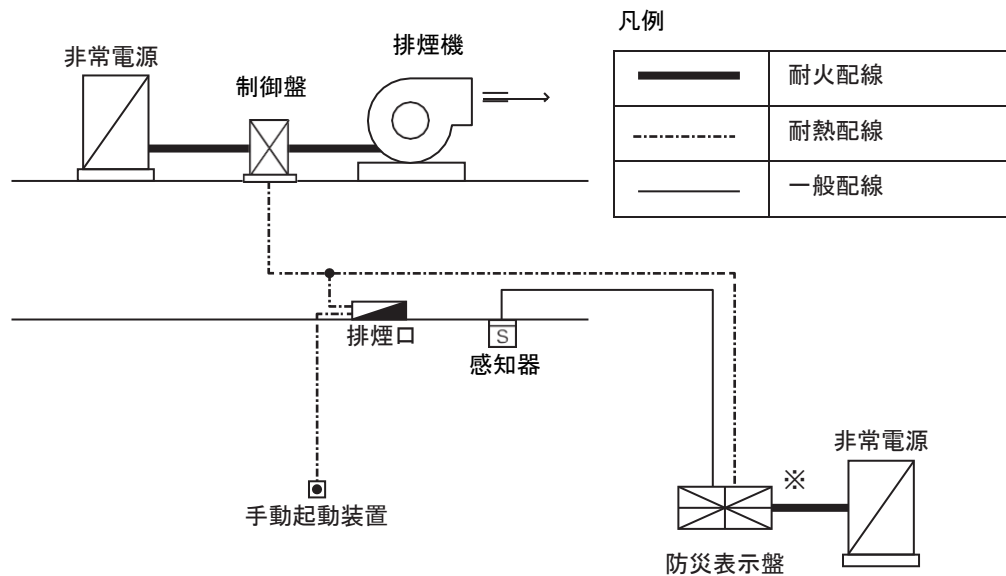 凡例
排煙機
非常電源
制御盤
耐火配線
耐熱配線
一般配線
排煙口
S
感知器
非常電源
※
手動起動装置
防災表示盤